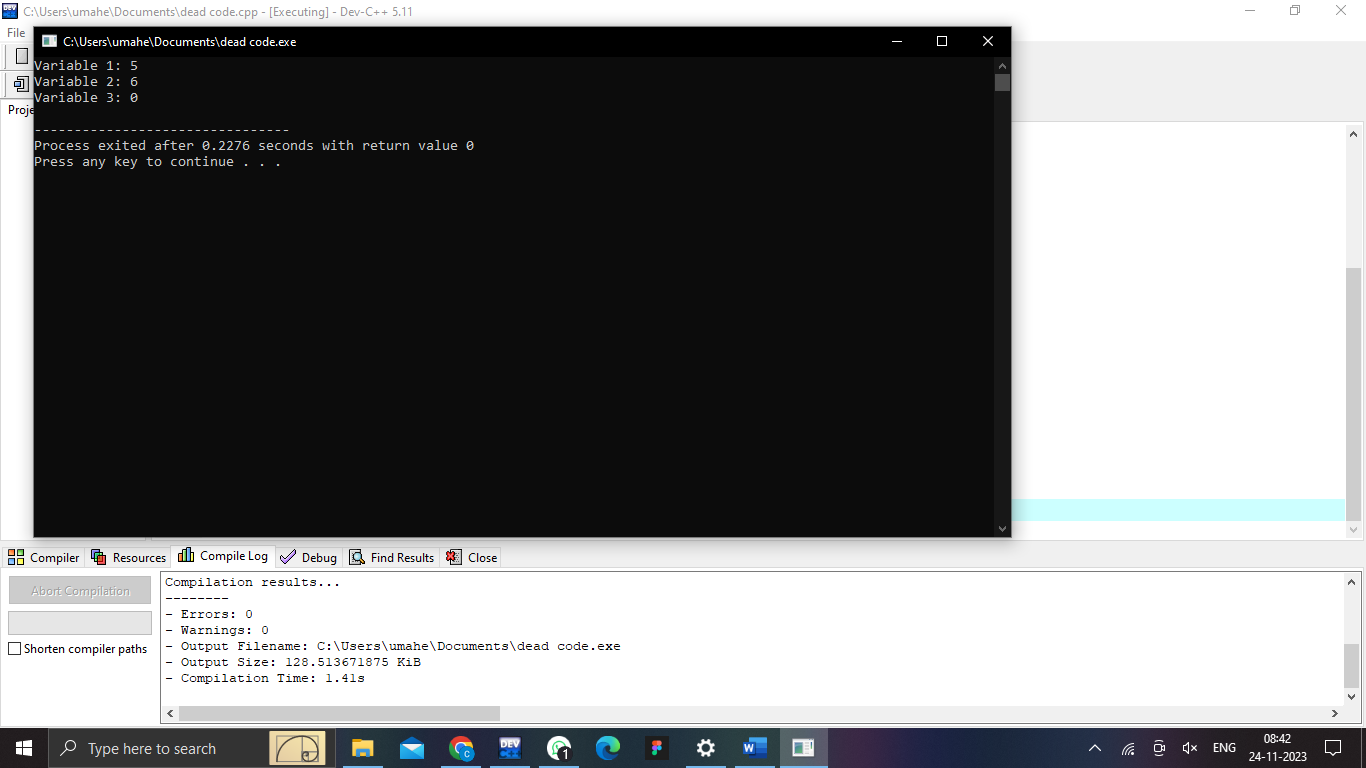 C:\Users\umahe\Documents\dead code.cpp - [Executing] - Dev-C++ 5.11
File
C:\Users\umahe\Documents\dead code.exe
Variable 1: 5
Variable 2: 6
Variable 3: 0
--------------------------------
Process exited after 0.2276 seconds with return value 0
Press any key to continue . . .
Proje
Compiler
Resources
Compile Log
Debug
Find Results
Close
Abort Compilation
Shorten compiler paths
Compilation results...
--------
- Errors: 0
- Warnings: 0
- Output Filename: C:\Users\umahe\Documents\dead code.exe
- Output Size: 128.513671875 KiB
- Compilation Time: 1.41s
Type here to search
DEV
1
ENG
08:42
24-11-2023